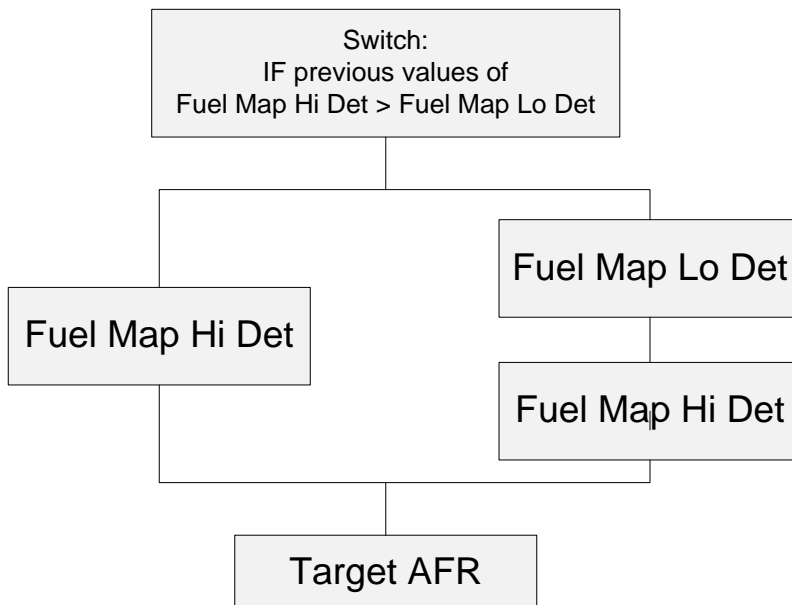 Switch:
IF previous values of
Fuel Map Hi Det > Fuel Map Lo Det
Fuel Map Lo Det
Fuel Map Hi Det
Fuel Map Hi Det
Target AFR